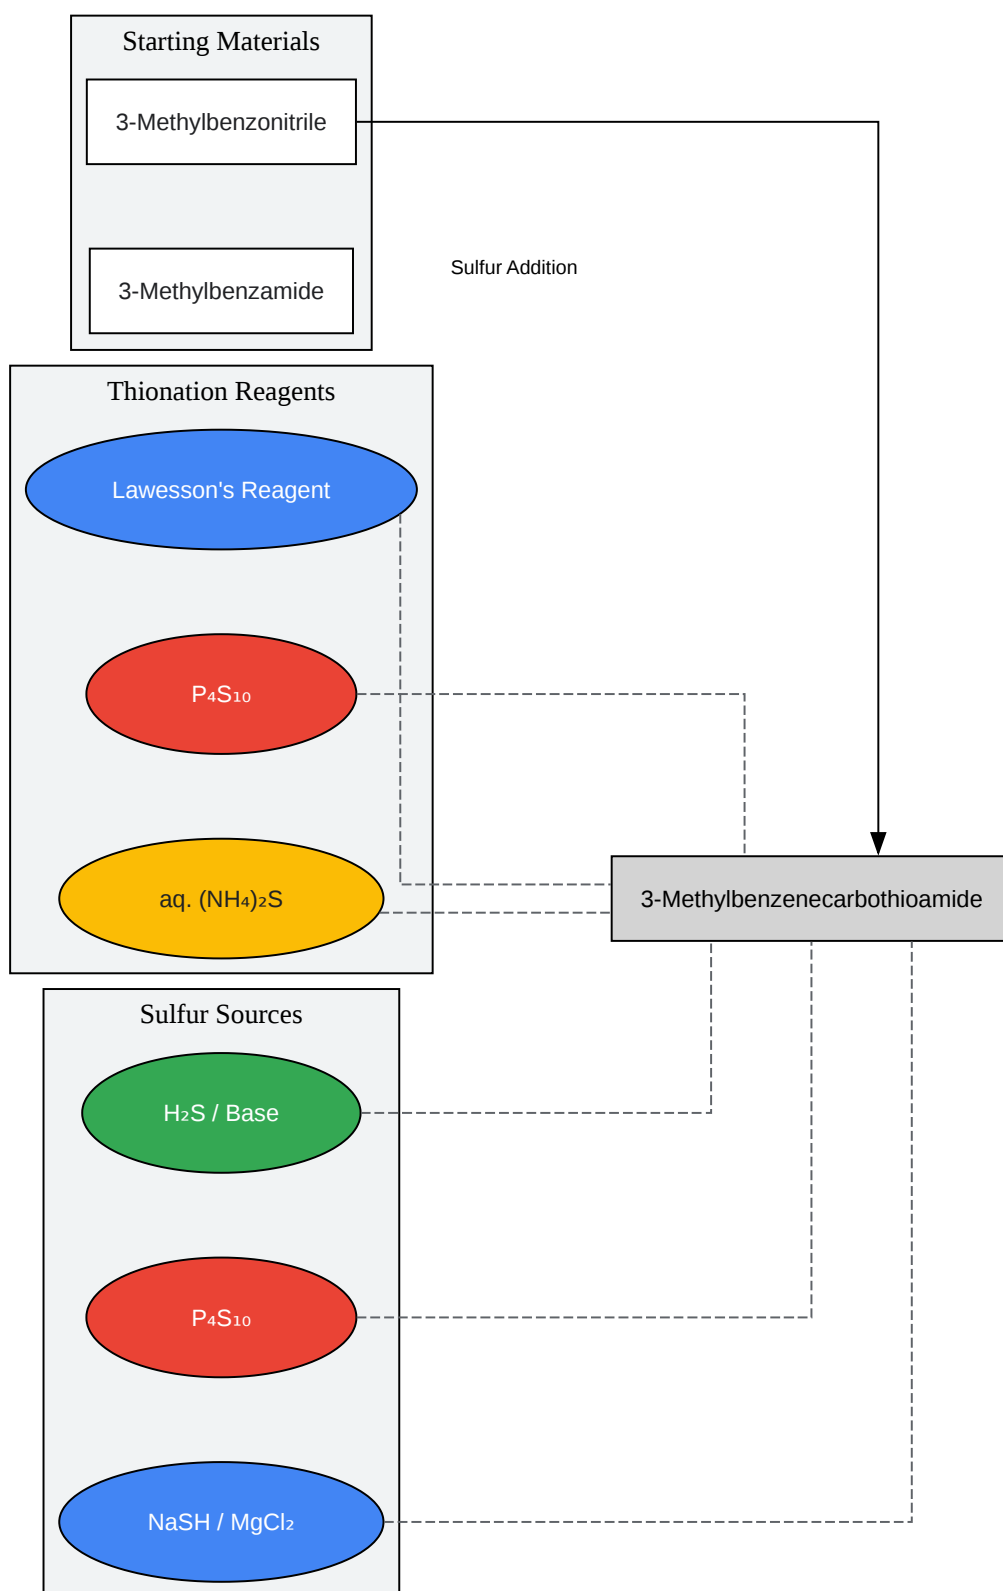 Starting Materials
3-Methylbenzonitrile
3-Methylbenzamide
Sulfur Addition
Thionation Reagents
Lawesson's Reagent
P₄S₁₀
aq. (NH₄)₂S
3-Methylbenzenecarbothioamide
Sulfur Sources
H₂S / Base
P₄S₁₀
NaSH / MgCl₂